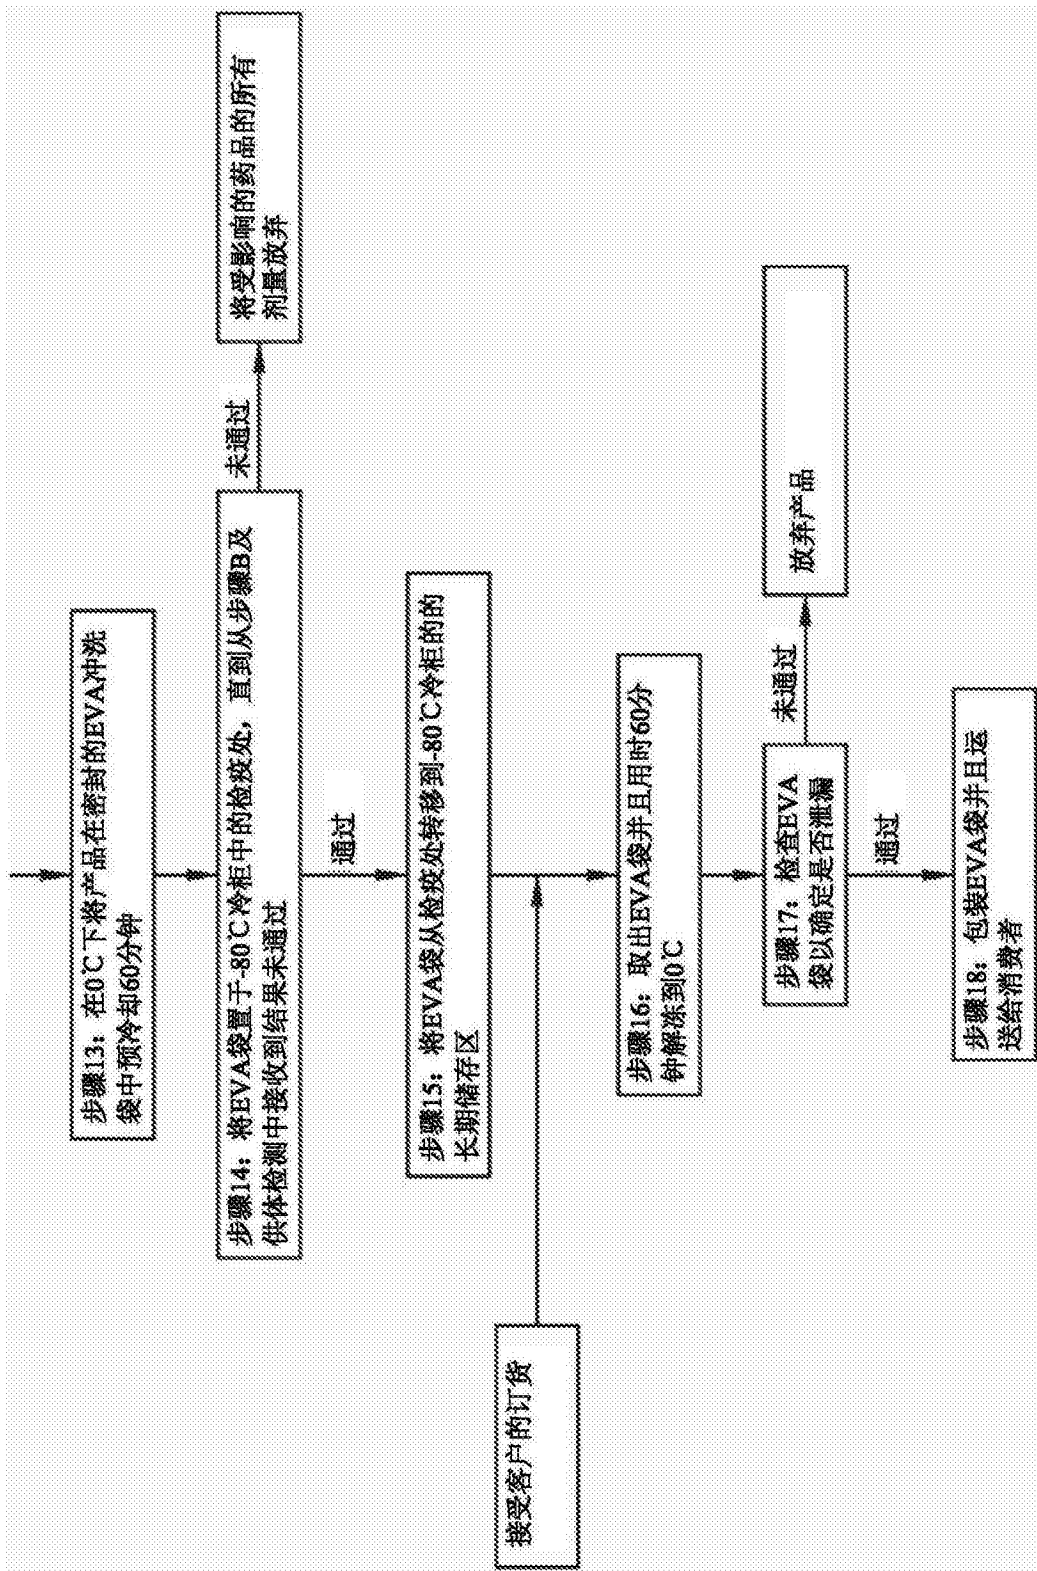 步骤13：在0℃下将产品在密封的EVA冲洗
袋中预冷却60分钟
步骤14：将EVA袋置于-80℃冷柜中的检疫处，直到从步骤B及
供体检测中接收到结果未通过
未通过
将受影响的药品的所有
剂量放弃
通过
步骤15：将EVA袋从检疫处转移到-80℃冷柜的的
长期储存区
接受客户的订货
步骤16：取出EVA袋并且用时60分
钟解冻到0℃
步骤17：检查EVA
袋以确定是否泄漏
未通过
放弃产品
通过
步骤18：包装EVA袋并且运
送给消费者